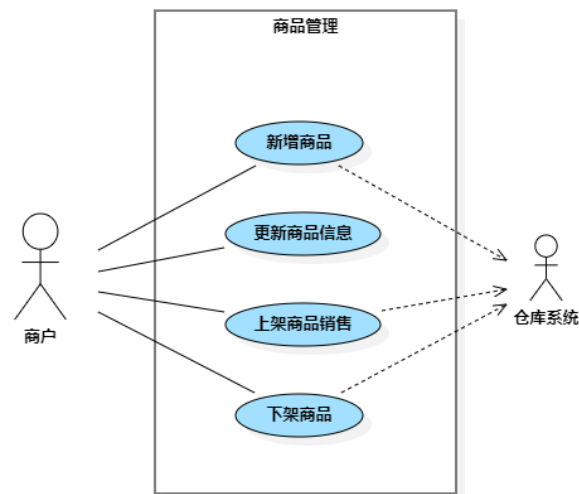 商品管理
新增商品
更新商品信息
上架商品销售
下架商品
商户
仓库系统